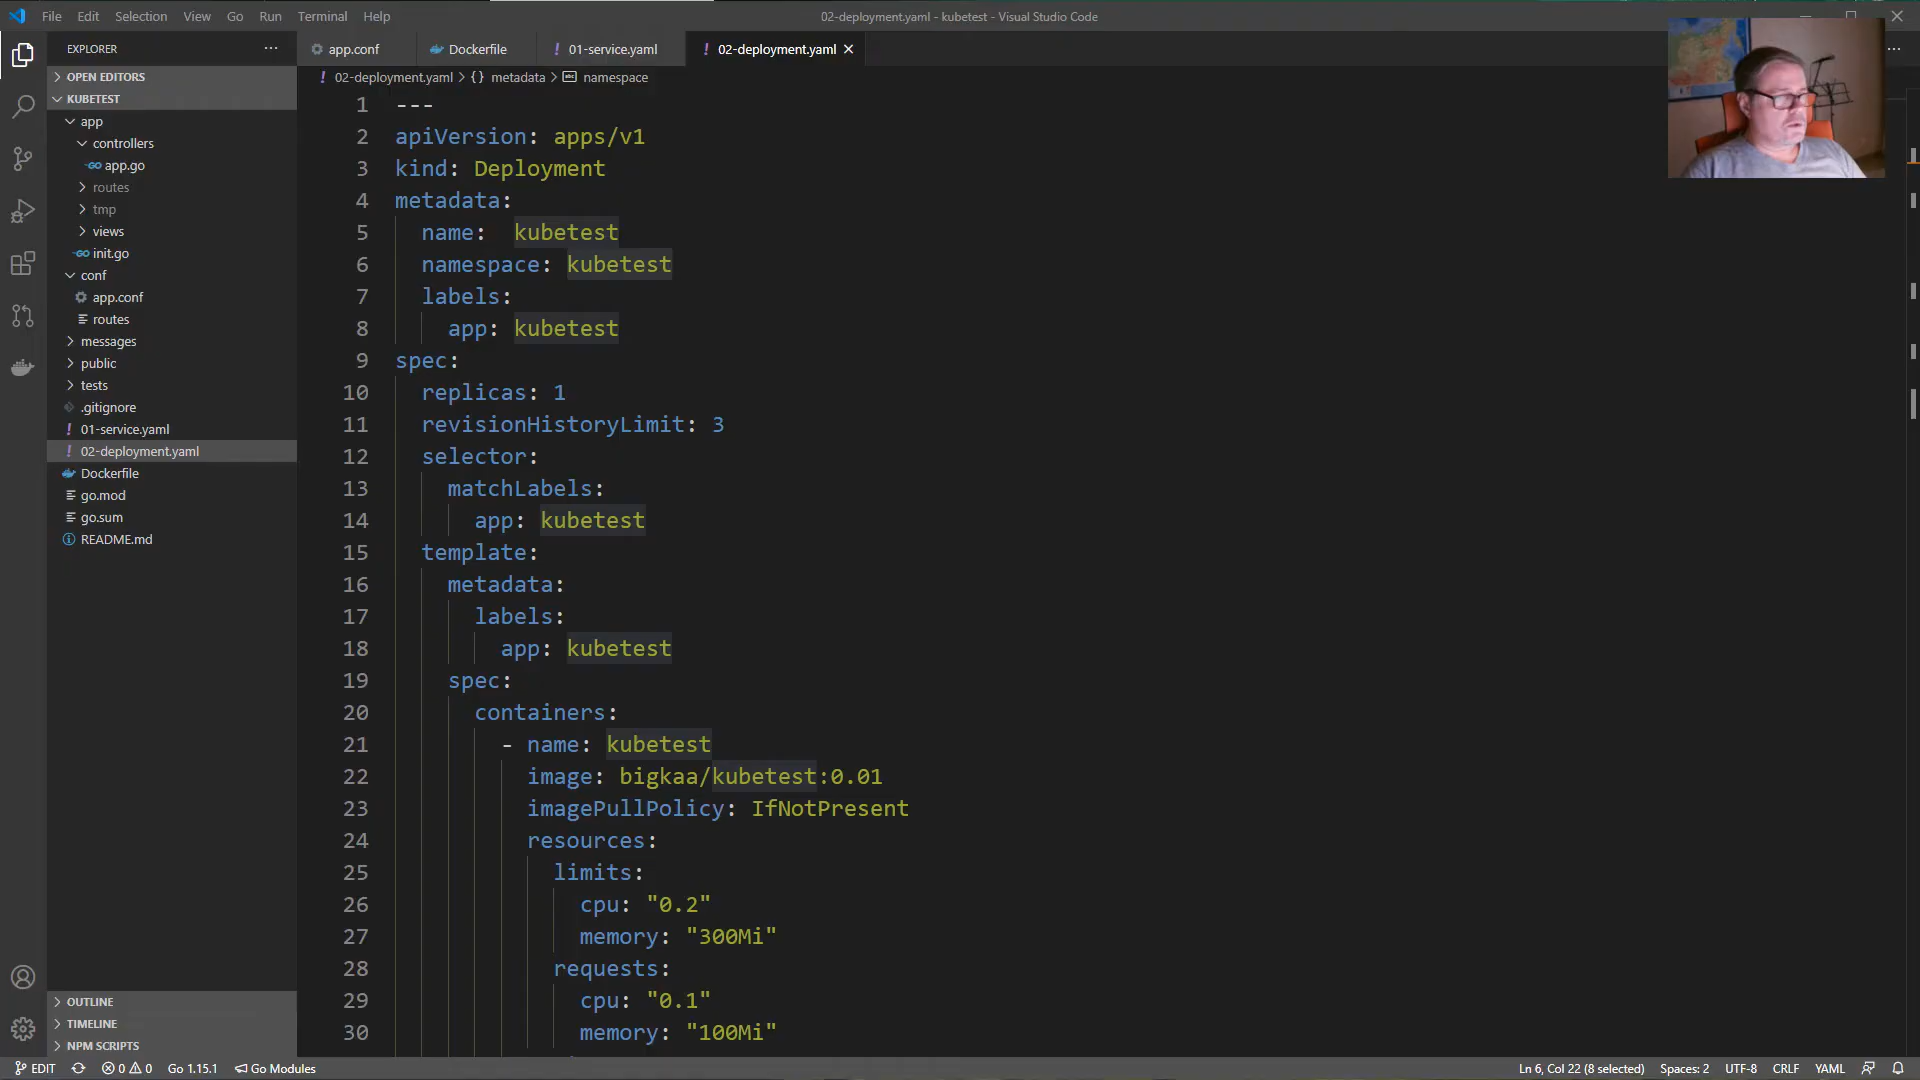 File Edit Selection View Go Run Terminal Help
02-deployment.yaml - kubetest - Visual Studio Code
EXPLORER
OPEN EDITORS
KUBETEST
app
controllers
app.go
routes
tmp
views
init.go
conf
app.conf
routes
messages
public
tests
.gitignore
01-service.yaml
02-deployment.yaml
Dockerfile
go.mod
go.sum
README.md
OUTLINE
TIMELINE
NPM SCRIPTS
app.conf Dockerfile 01-service.yaml 02-deployment.yaml
02-deployment.yaml > {} metadata > namespace
1 ---
2 apiVersion: apps/v1
3 kind: Deployment
4 metadata:
5 name: kubetest
6 namespace: kubetest
7 labels:
8 app: kubetest
9 spec:
10 replicas: 1
11 revisionHistoryLimit: 3
12 selector:
13 matchLabels:
14 app: kubetest
15 template:
16 metadata:
17 labels:
18 app: kubetest
19 spec:
20 containers:
21 - name: kubetest
22 image: bigkaa/kubetest:0.01
23 imagePullPolicy: IfNotPresent
24 resources:
25 limits:
26 cpu: "0.2"
27 memory: "300Mi"
28 requests:
29 cpu: "0.1"
30 memory: "100Mi"
EDIT 0 0 Go 1.15.1 Go Modules Ln 6, Col 22 (8 selected) Spaces: 2 UTF-8 CRLF YAML